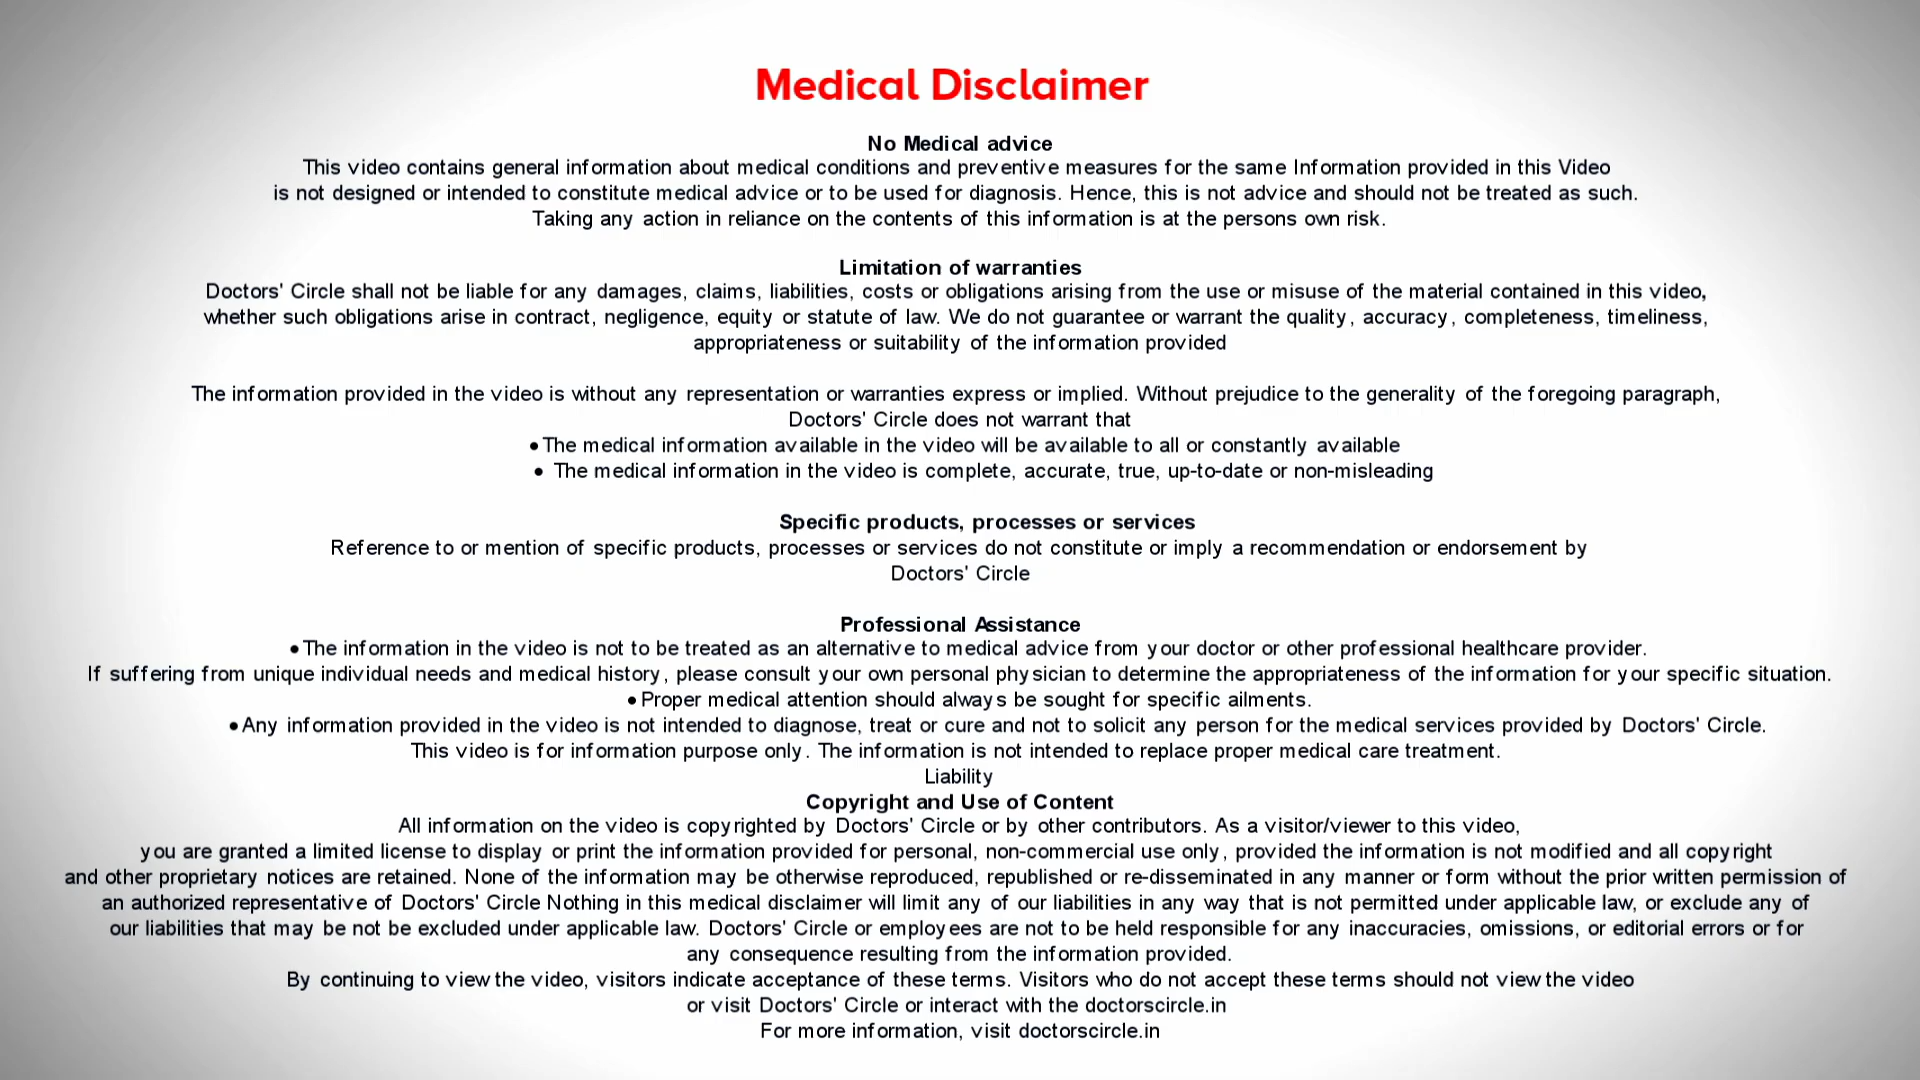 Medical Disclaimer
No Medical advice
This video contains general information about medical conditions and preventive measures for the same Information provided in this Video
is not designed or intended to constitute medical advice or to be used for diagnosis. Hence, this is not advice and should not be treated as such.
Taking any action in reliance on the contents of this information is at the persons own risk.
Limitation of warranties
Doctors' Circle shall not be liable for any damages, claims, liabilities, costs or obligations arising from the use or misuse of the material contained in this video,
whether such obligations arise in contract, negligence, equity or statute of law. We do not guarantee or warrant the quality, accuracy, completeness, timeliness,
appropriateness or suitability of the information provided
The information provided in the video is without any representation or warranties express or implied. Without prejudice to the generality of the foregoing paragraph,
Doctors' Circle does not warrant that
• The medical information available in the video will be available to all or constantly available
• The medical information in the video is complete, accurate, true, up-to-date or non-misleading
Specific products, processes or services
Reference to or mention of specific products, processes or services do not constitute or imply a recommendation or endorsement by
Doctors' Circle
Professional Assistance
• The information in the video is not to be treated as an alternative to medical advice from your doctor or other professional healthcare provider.
If suffering from unique individual needs and medical history, please consult your own personal physician to determine the appropriateness of the information for your specific situation.
• Proper medical attention should always be sought for specific ailments.
• Any information provided in the video is not intended to diagnose, treat or cure and not to solicit any person for the medical services provided by Doctors' Circle.
This video is for information purpose only. The information is not intended to replace proper medical care treatment.
Liability
Copyright and Use of Content
All information on the video is copyrighted by Doctors' Circle or by other contributors. As a visitor/viewer to this video,
you are granted a limited license to display or print the information provided for personal, non-commercial use only, provided the information is not modified and all copyright
and other proprietary notices are retained. None of the information may be otherwise reproduced, republished or re-disseminated in any manner or form without the prior written permission of
an authorized representative of Doctors' Circle Nothing in this medical disclaimer will limit any of our liabilities in any way that is not permitted under applicable law, or exclude any of
our liabilities that may be not be excluded under applicable law. Doctors' Circle or employees are not to be held responsible for any inaccuracies, omissions, or editorial errors or for
any consequence resulting from the information provided.
By continuing to view the video, visitors indicate acceptance of these terms. Visitors who do not accept these terms should not view the video
or visit Doctors' Circle or interact with the doctorscircle.in
For more information, visit doctorscircle.in